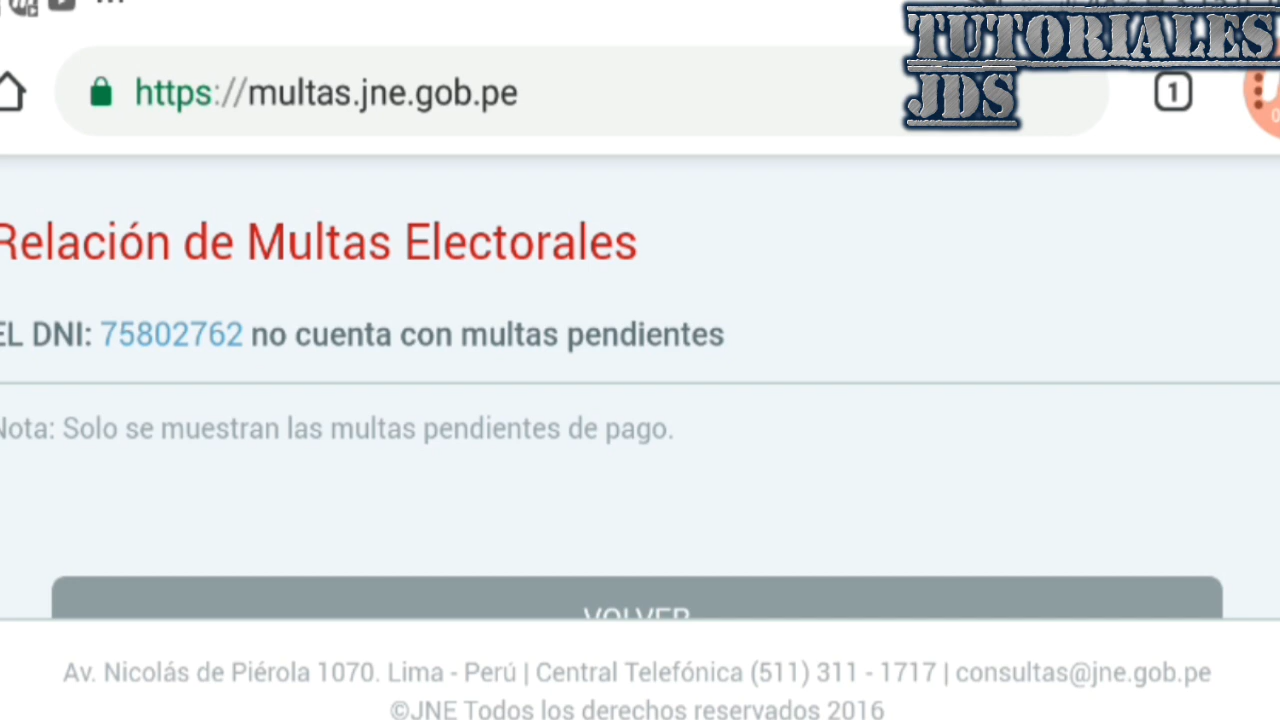 TUTORIALES
JDS
https://multas.jne.gob.pe
1
Relación de Multas Electorales
EL DNI: 75802762 no cuenta con multas pendientes
Nota: Solo se muestran las multas pendientes de pago.
VOLVER
Av. Nicolás de Piérola 1070. Lima - Perú | Central Telefónica (511) 311 - 1717 | consultas@jne.gob.pe
©JNE Todos los derechos reservados 2016